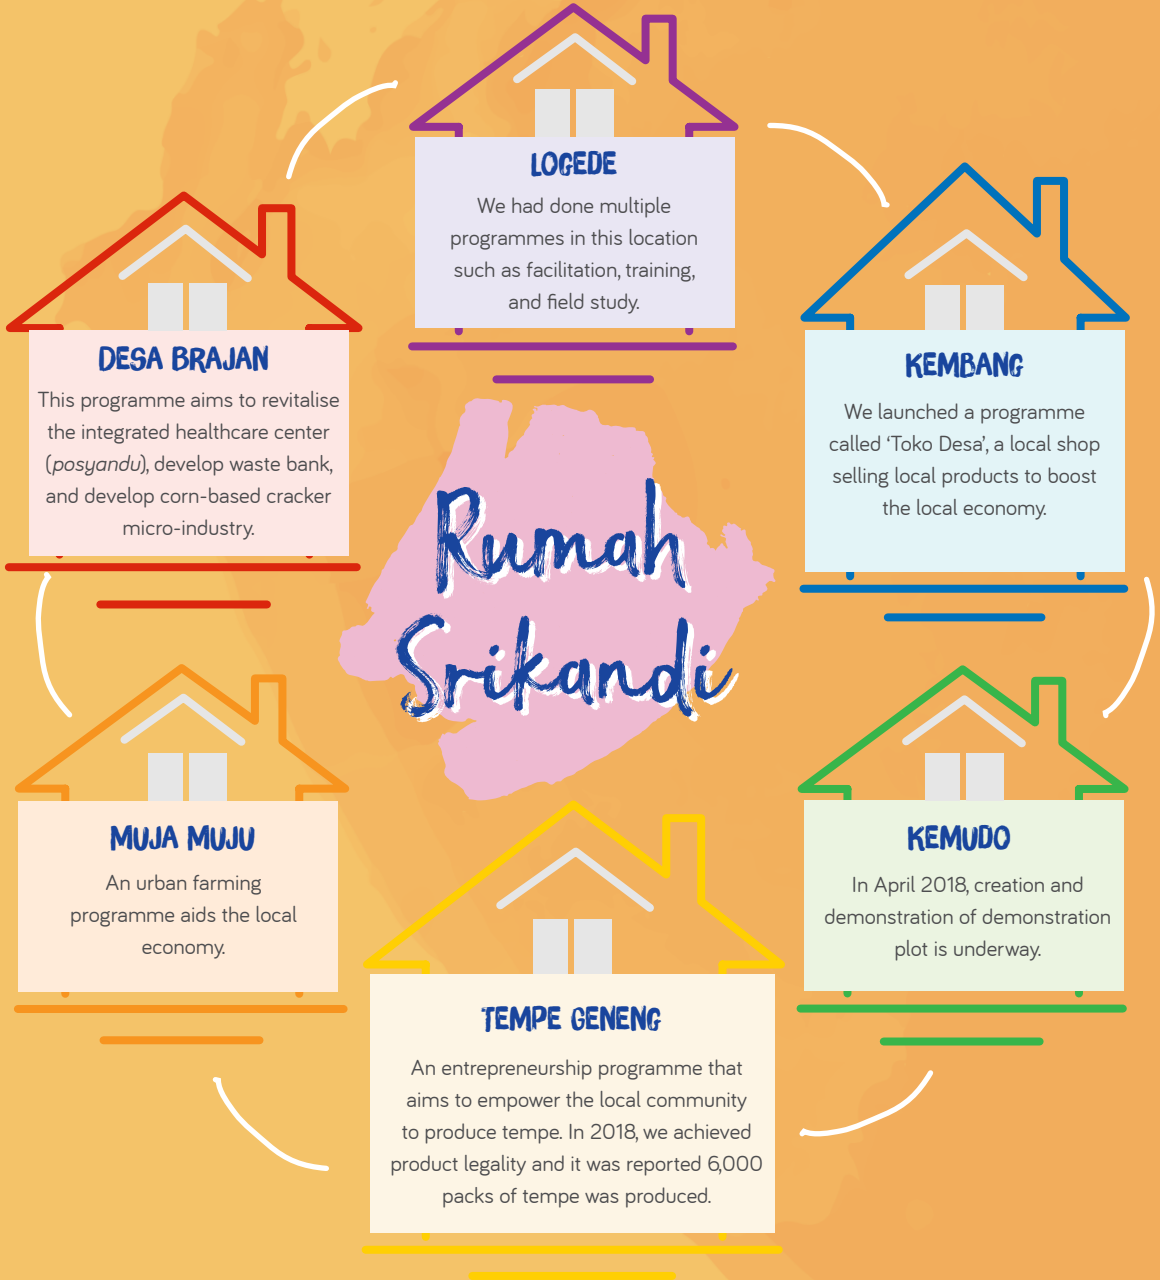 LOGEDE
We had done multiple
programmes in this location
such as facilitation, training,
and field study.
DESA BRAJAN
This programme aims to revitalise
the integrated healthcare center
(posyandu), develop waste bank,
and develop corn-based cracker
micro-industry.
KEMBANG
We launched a programme
called ‘Toko Desa’, a local shop
selling local products to boost
the local economy.
Rumah
Srikandi
MUJA MUJU
An urban farming
programme aids the local
economy.
KEMUDO
In April 2018, creation and
demonstration of demonstration
plot is underway.
TEMPE GENENG
An entrepreneurship programme that
aims to empower the local community
to produce tempe. In 2018, we achieved
product legality and it was reported 6,000
packs of tempe was produced.